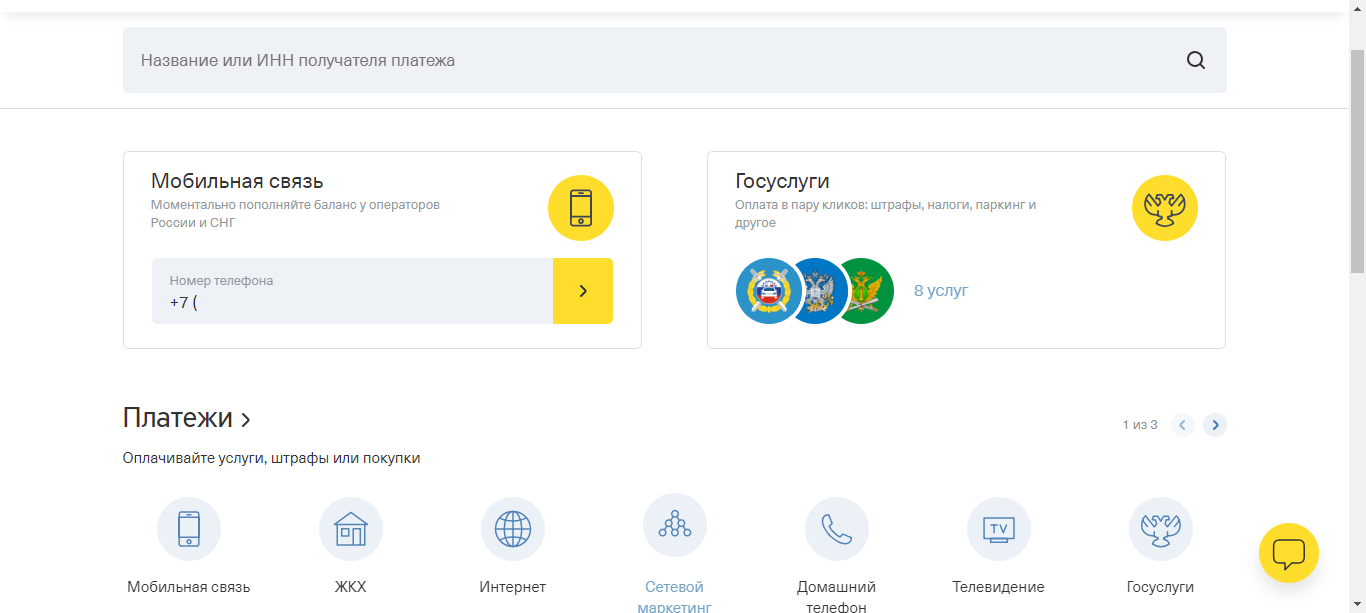 Название или ИНН получателя платежа
Мобильная связь
Моментально пополняйте баланс у операторов
России и СНГ
Номер телефона
+7 (
Госуслуги
Оплата в пару кликов: штрафы, налоги, паркинг и
другое
8 услуг
Платежи
1 из 3
Оплачивайте услуги, штрафы или покупки
TV
Мобильная связь
ЖКХ
Интернет
Сетевой
маркетинг
Домашний
телефон
Телевидение
Госуслуги